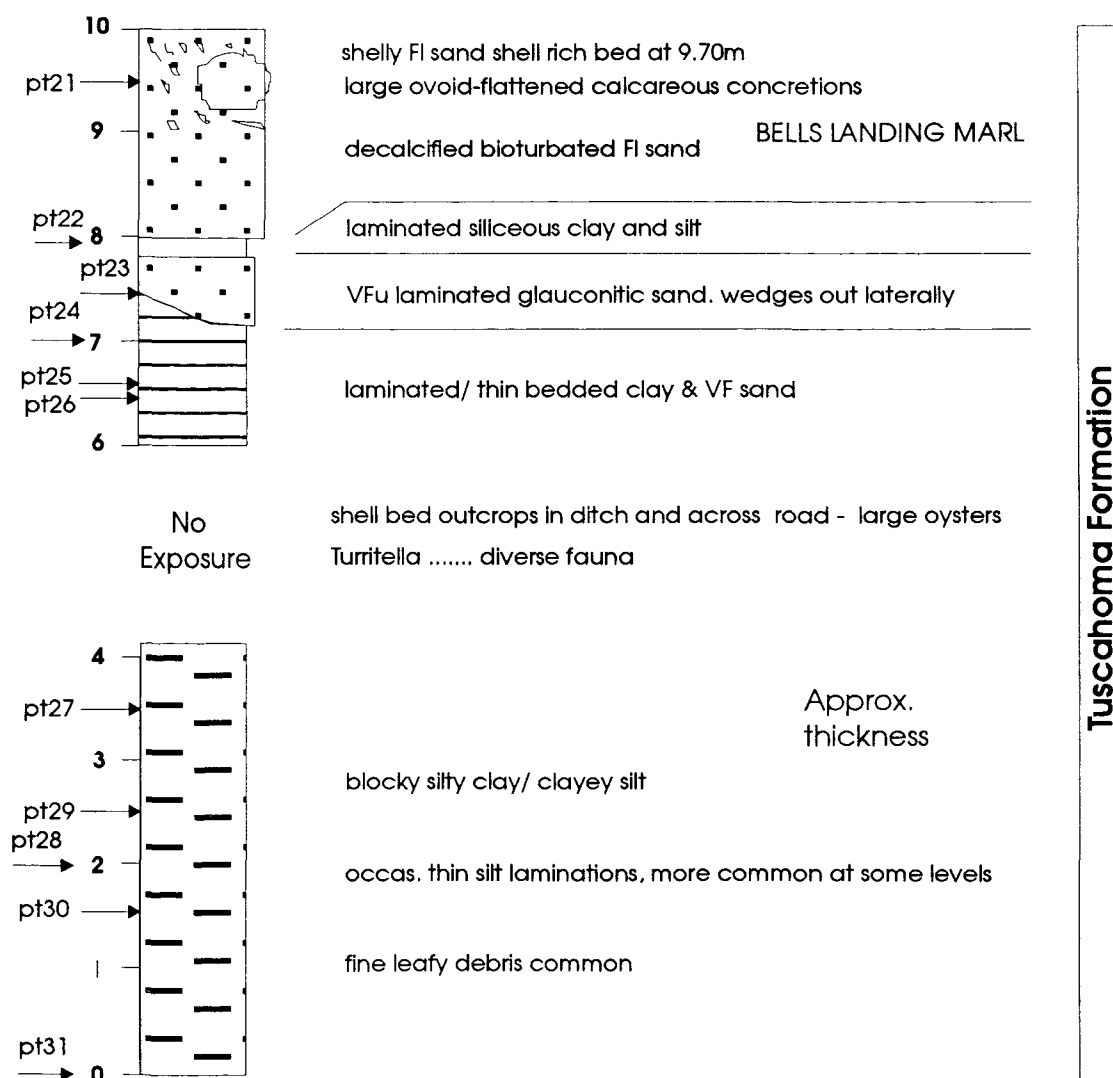 10
shelly Fl sand shell rich bed at 9.70m
pt21
large ovoid-flattened calcareous concretions
9
BELLS LANDING MARL
decalcified bioturbated Fl sand
pt22
8
laminated siliceous clay and silt
pt23
VFu laminated glauconitic sand. wedges out laterally
pt24
7
pt25
laminated/ thin bedded clay & VF sand
pt26
6
No
Exposure
shell bed outcrops in ditch and across road - large oysters
Turritella ....... diverse fauna
4
pt27
Approx.
thickness
3
blocky silty clay/ clayey silt
pt29
pt28
2
occas. thin silt laminations, more common at some levels
pt30
1
fine leafy debris common
pt31
0
Tuscahoma Formation